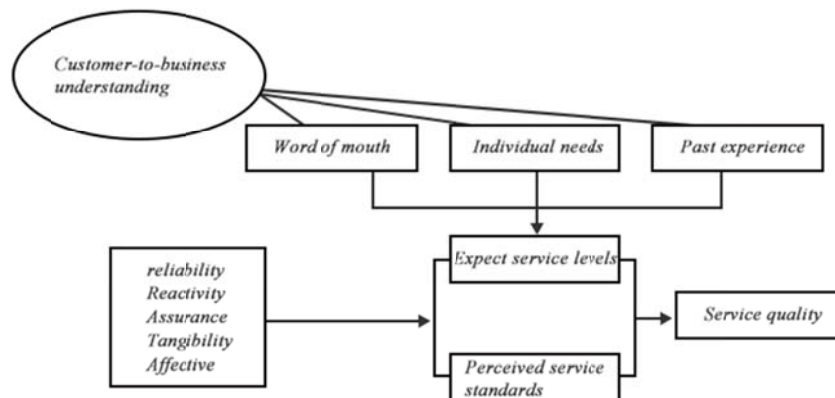 Customer-to-business
understanding
Word of mouth
Individual needs
Past experience
Expect service levels
reliability
Reactivity
Assurance
Tangibility
Affective
Service quality
Perceived service
standards